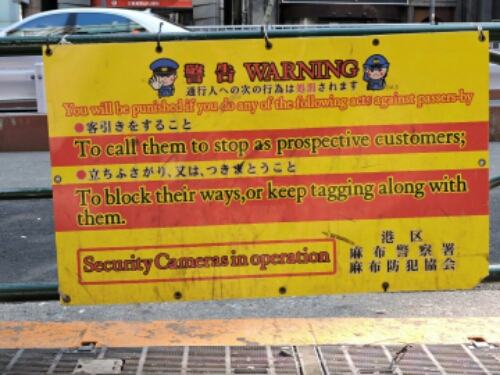 警告 WARNING
通行人への次の行為は処罰されます
You will be punished if you do any of the following acts against passers-by
●客引きをすること
To call them to stop as prospective customers;
●立ちふさがり、又は、つきまとうこと
To block their ways,or keep tagging along with
them.
Security Cameras in operation
港区
麻布警察署
麻布防犯協会